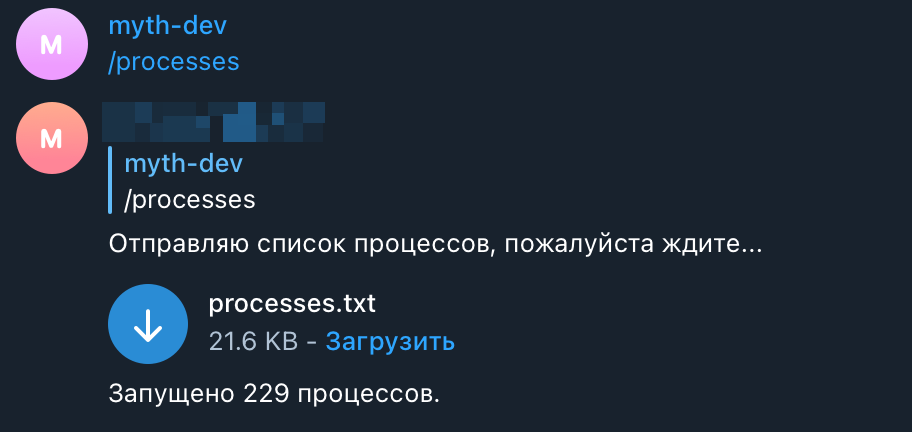 M
myth-dev
/processes
M
myth-dev
/processes
Отправляю список процессов, пожалуйста ждите...
processes.txt
21.6 KB - Загрузить
Запущено 229 процессов.